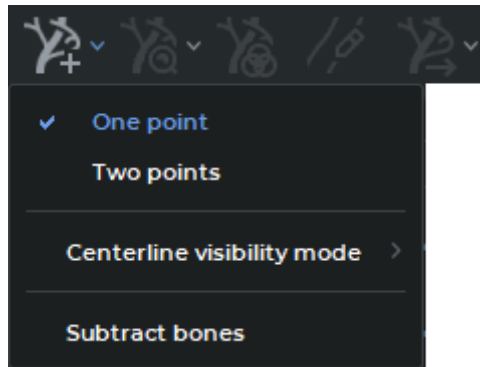 One point
Two points
Centerline visibility mode
Subtract bones